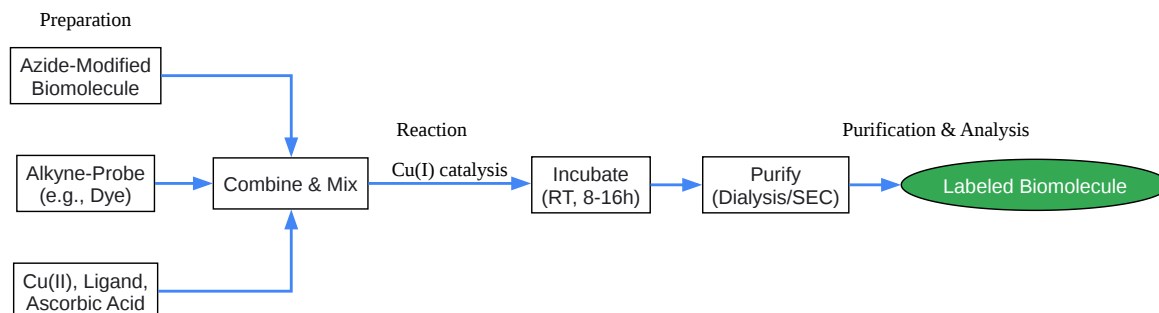 Preparation
Azide-Modified
Biomolecule
Alkyne-Probe
(e.g., Dye)
Cu(II), Ligand,
Ascorbic Acid
Combine & Mix
Reaction
Cu(I) catalysis
Incubate
(RT, 8-16h)
Purification & Analysis
Purify
(Dialysis/SEC)
Labeled Biomolecule